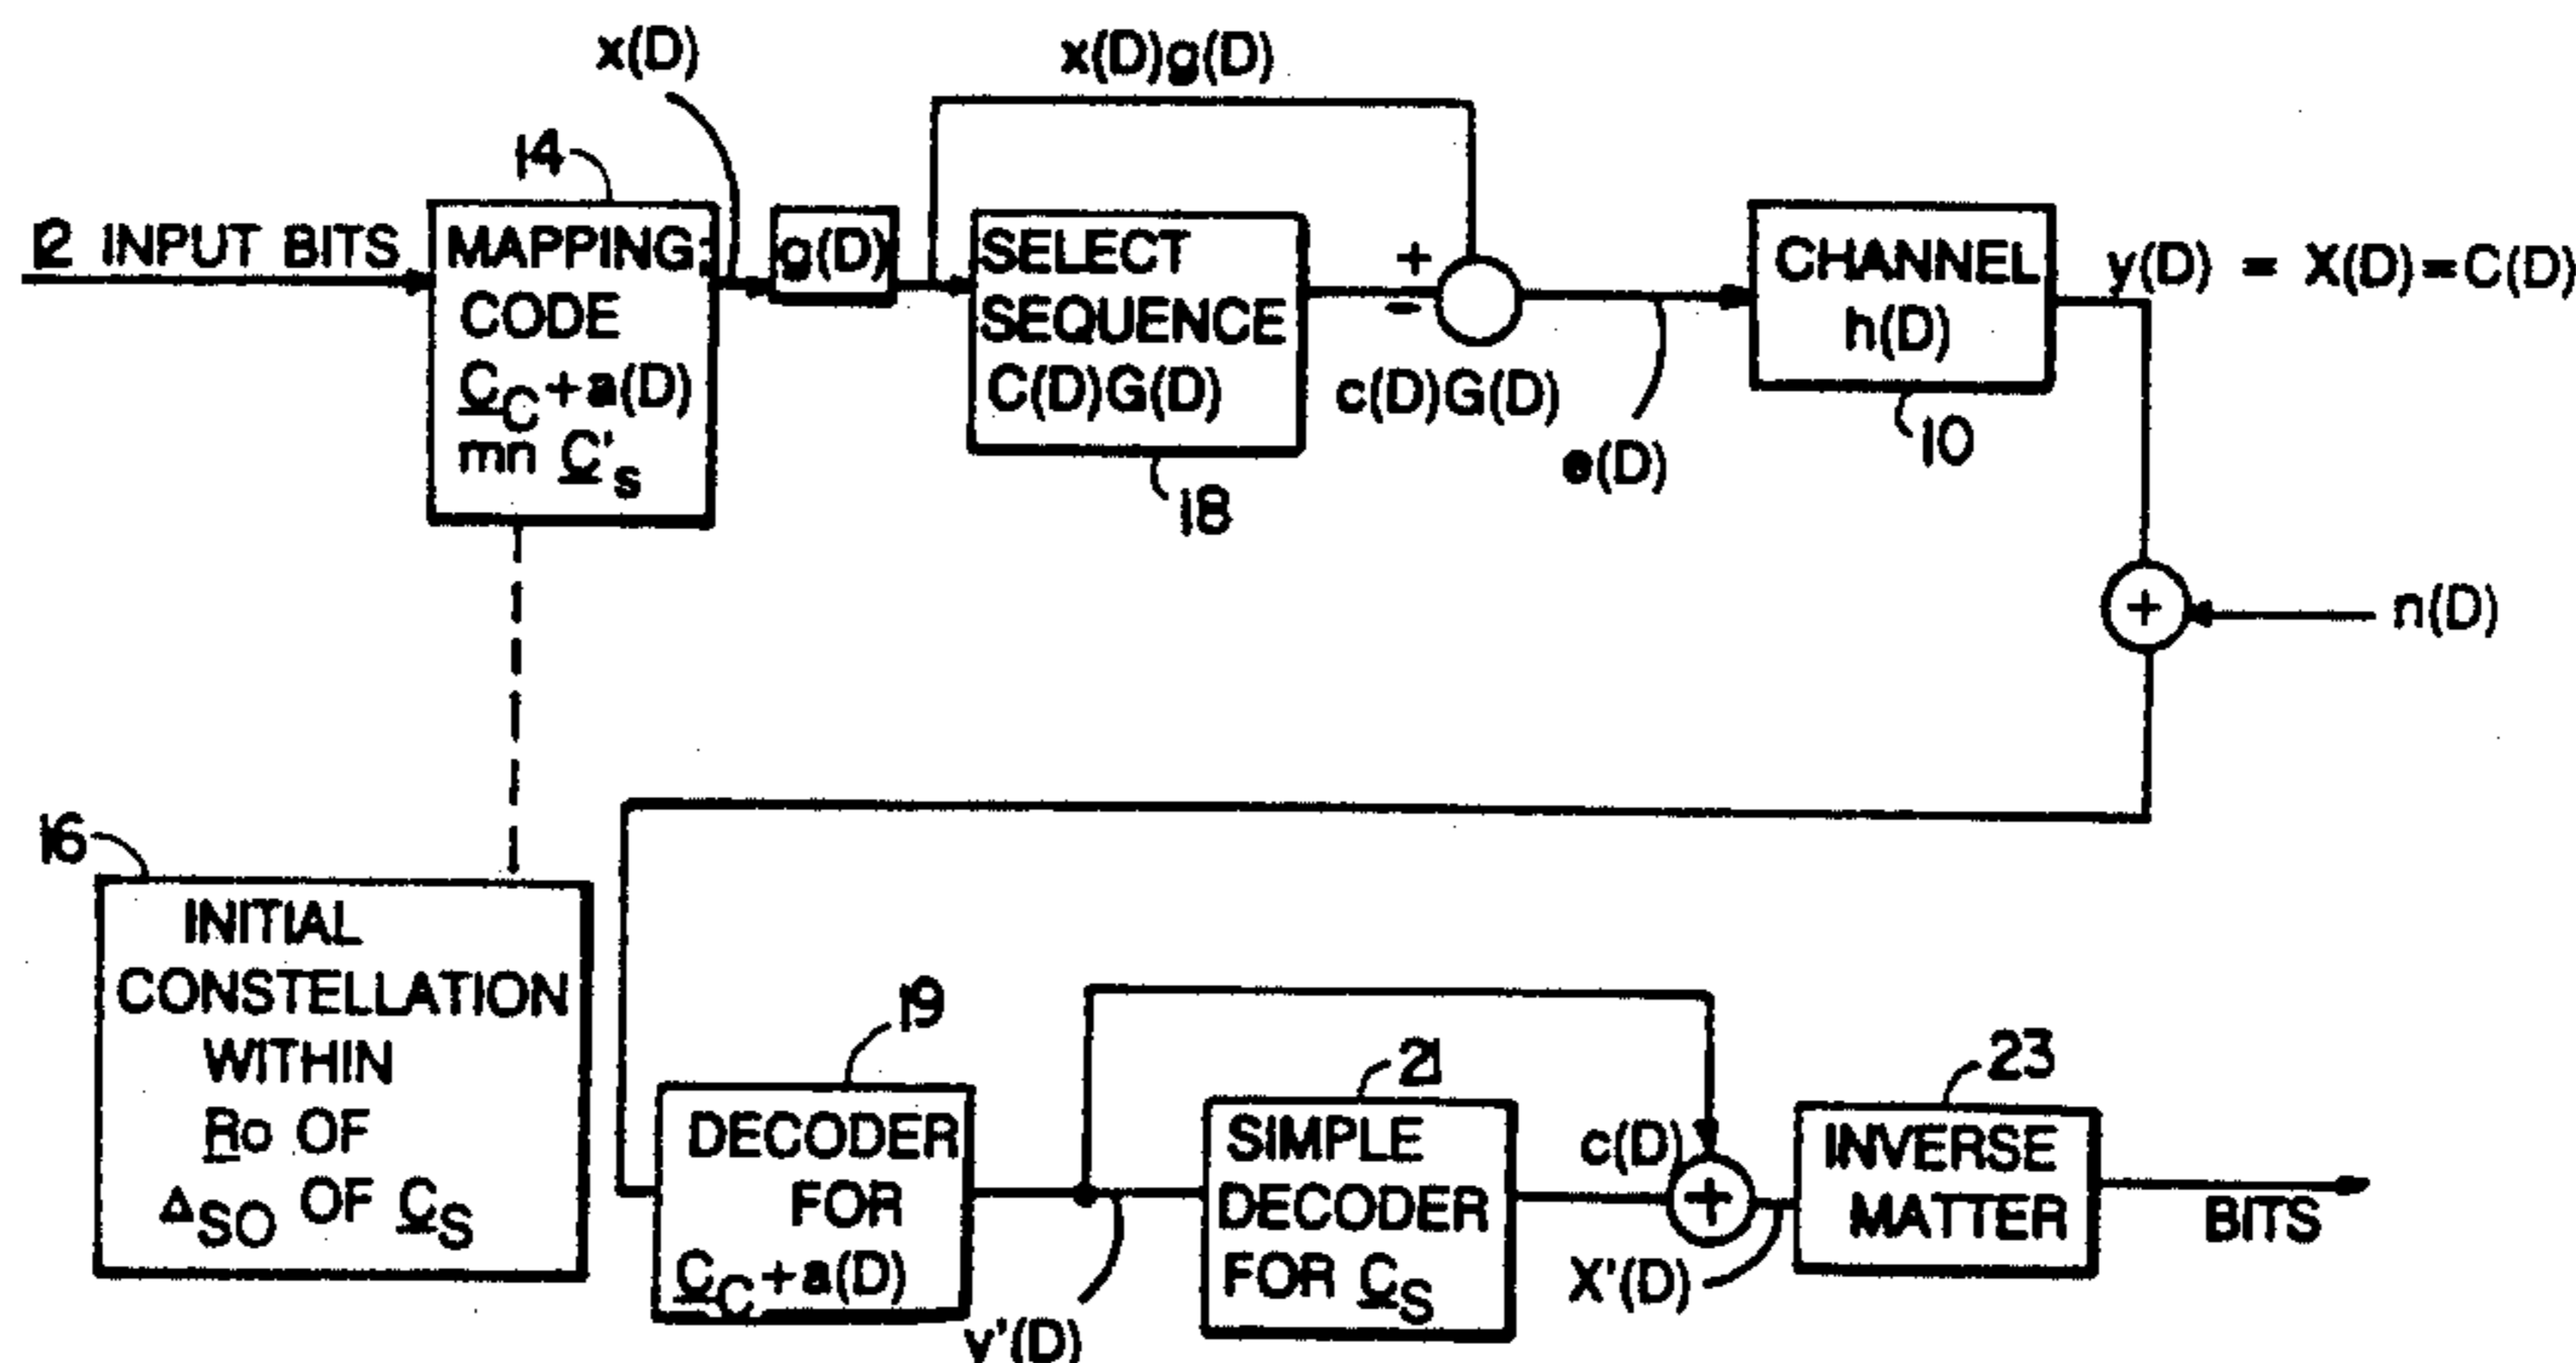 x(D)
x(D)g(D)
14
12 INPUT BITS
MAPPING:
CODE
C_C+a(D)
mn C'_s
g(D)
SELECT
SEQUENCE
C(D)G(D)
18
+
-
c(D)G(D)
e(D)
CHANNEL
h(D)
10
y(D) = X(D)=C(D)
+
n(D)
16
INITIAL
CONSTELLATION
WITHIN
Ro OF
Δ_SO OF C_S
19
DECODER
FOR
C_C+a(D)
y'(D)
21
SIMPLE
DECODER
FOR C_S
c(D)
+
X'(D)
23
INVERSE
MATTER
BITS